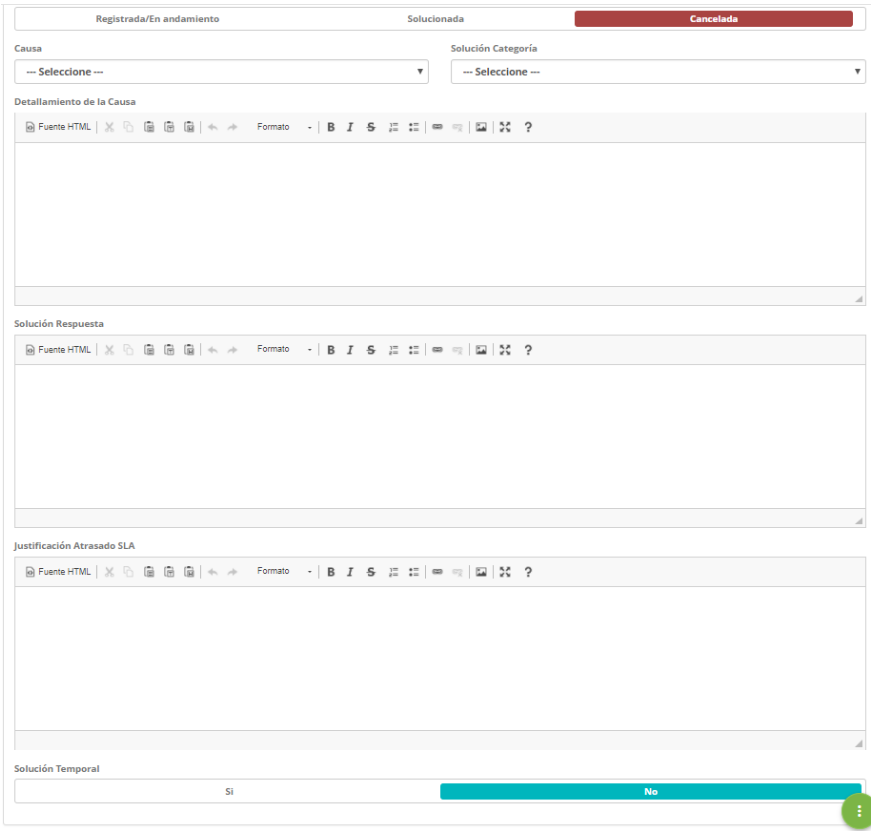 Registrada/En andamiento Solucionada Cancelada
Causa Solución Categoría
--- Seleccione --- --- Seleccione ---
Detallamiento de la Causa
Fuente HTML Formato B I S ?
Solución Respuesta
Fuente HTML Formato B I S ?
Justificación Atrasado SLA
Fuente HTML Formato B I S ?
Solución Temporal
Si No